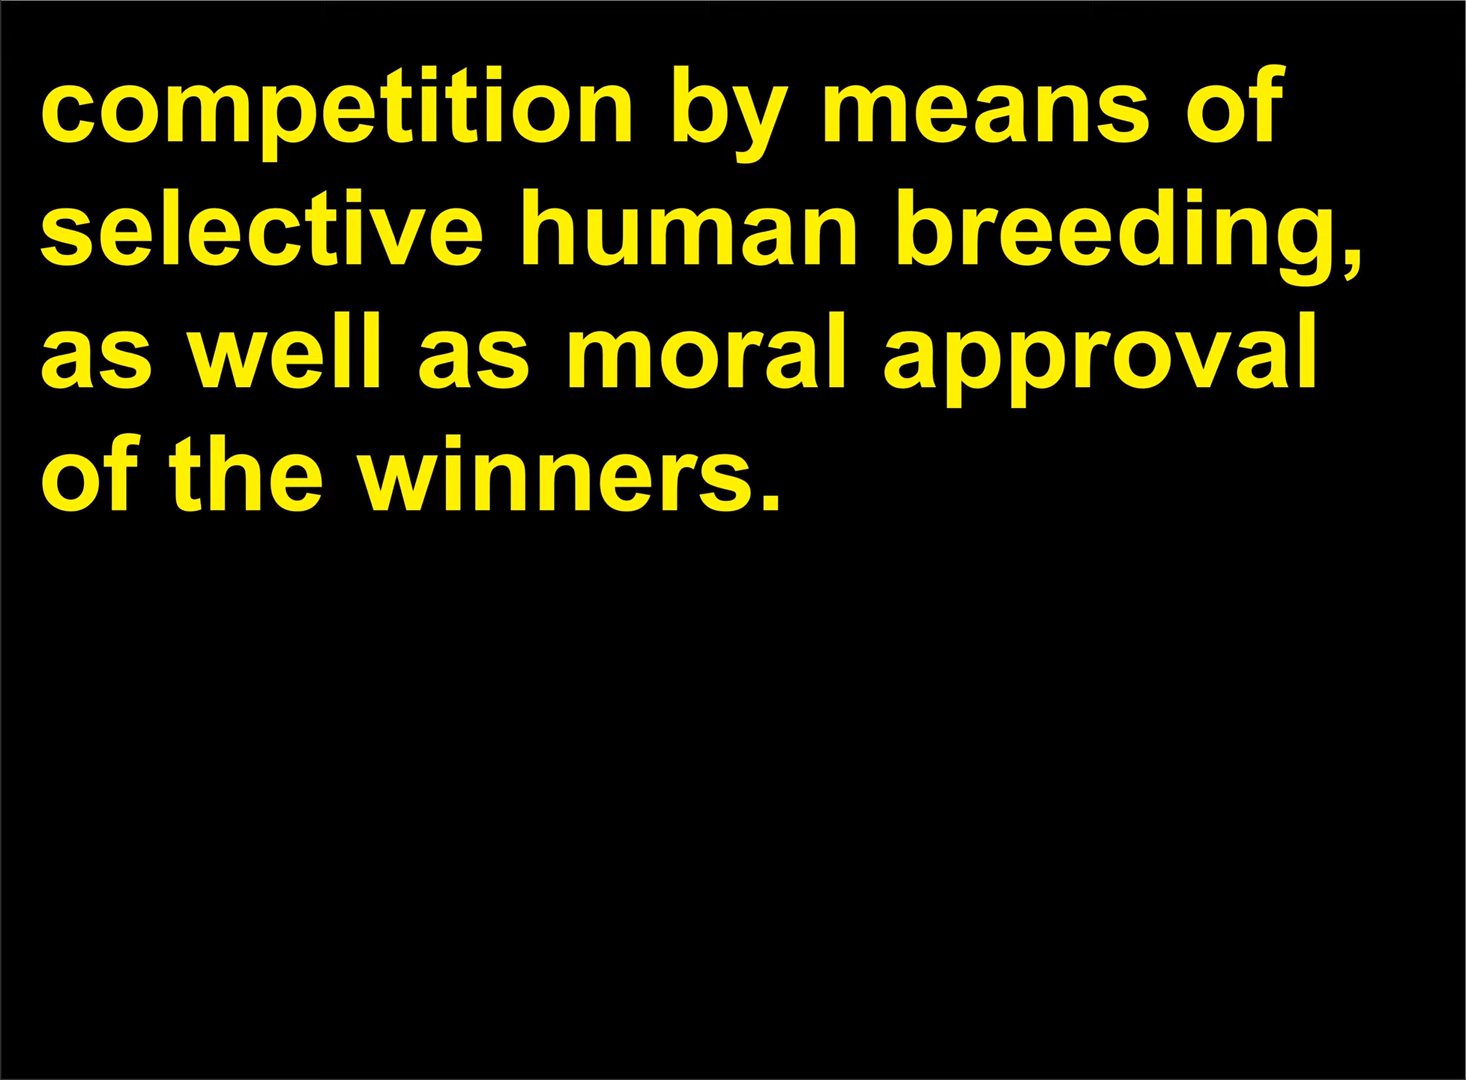 competition by means of
selective human breeding,
as well as moral approval
of the winners.